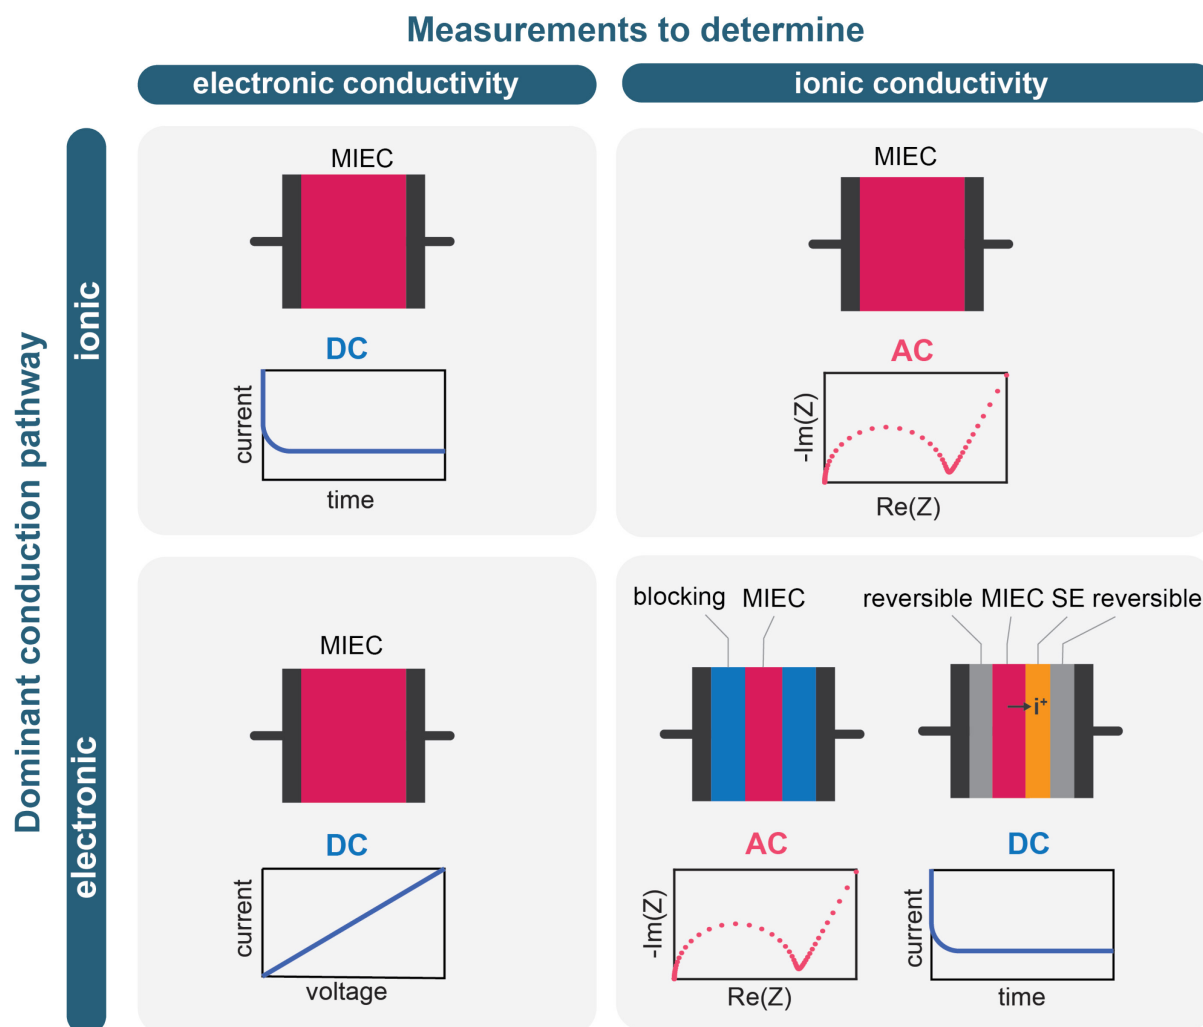 Measurements to determine
electronic conductivity
ionic conductivity
Dominant conduction pathway
ionic
electronic
MIEC
DC
current
time
MIEC
AC
-Im(Z)
Re(Z)
MIEC
DC
current
voltage
blocking MIEC
AC
-Im(Z)
Re(Z)
reversible MIEC SE reversible
i⁺
DC
current
time